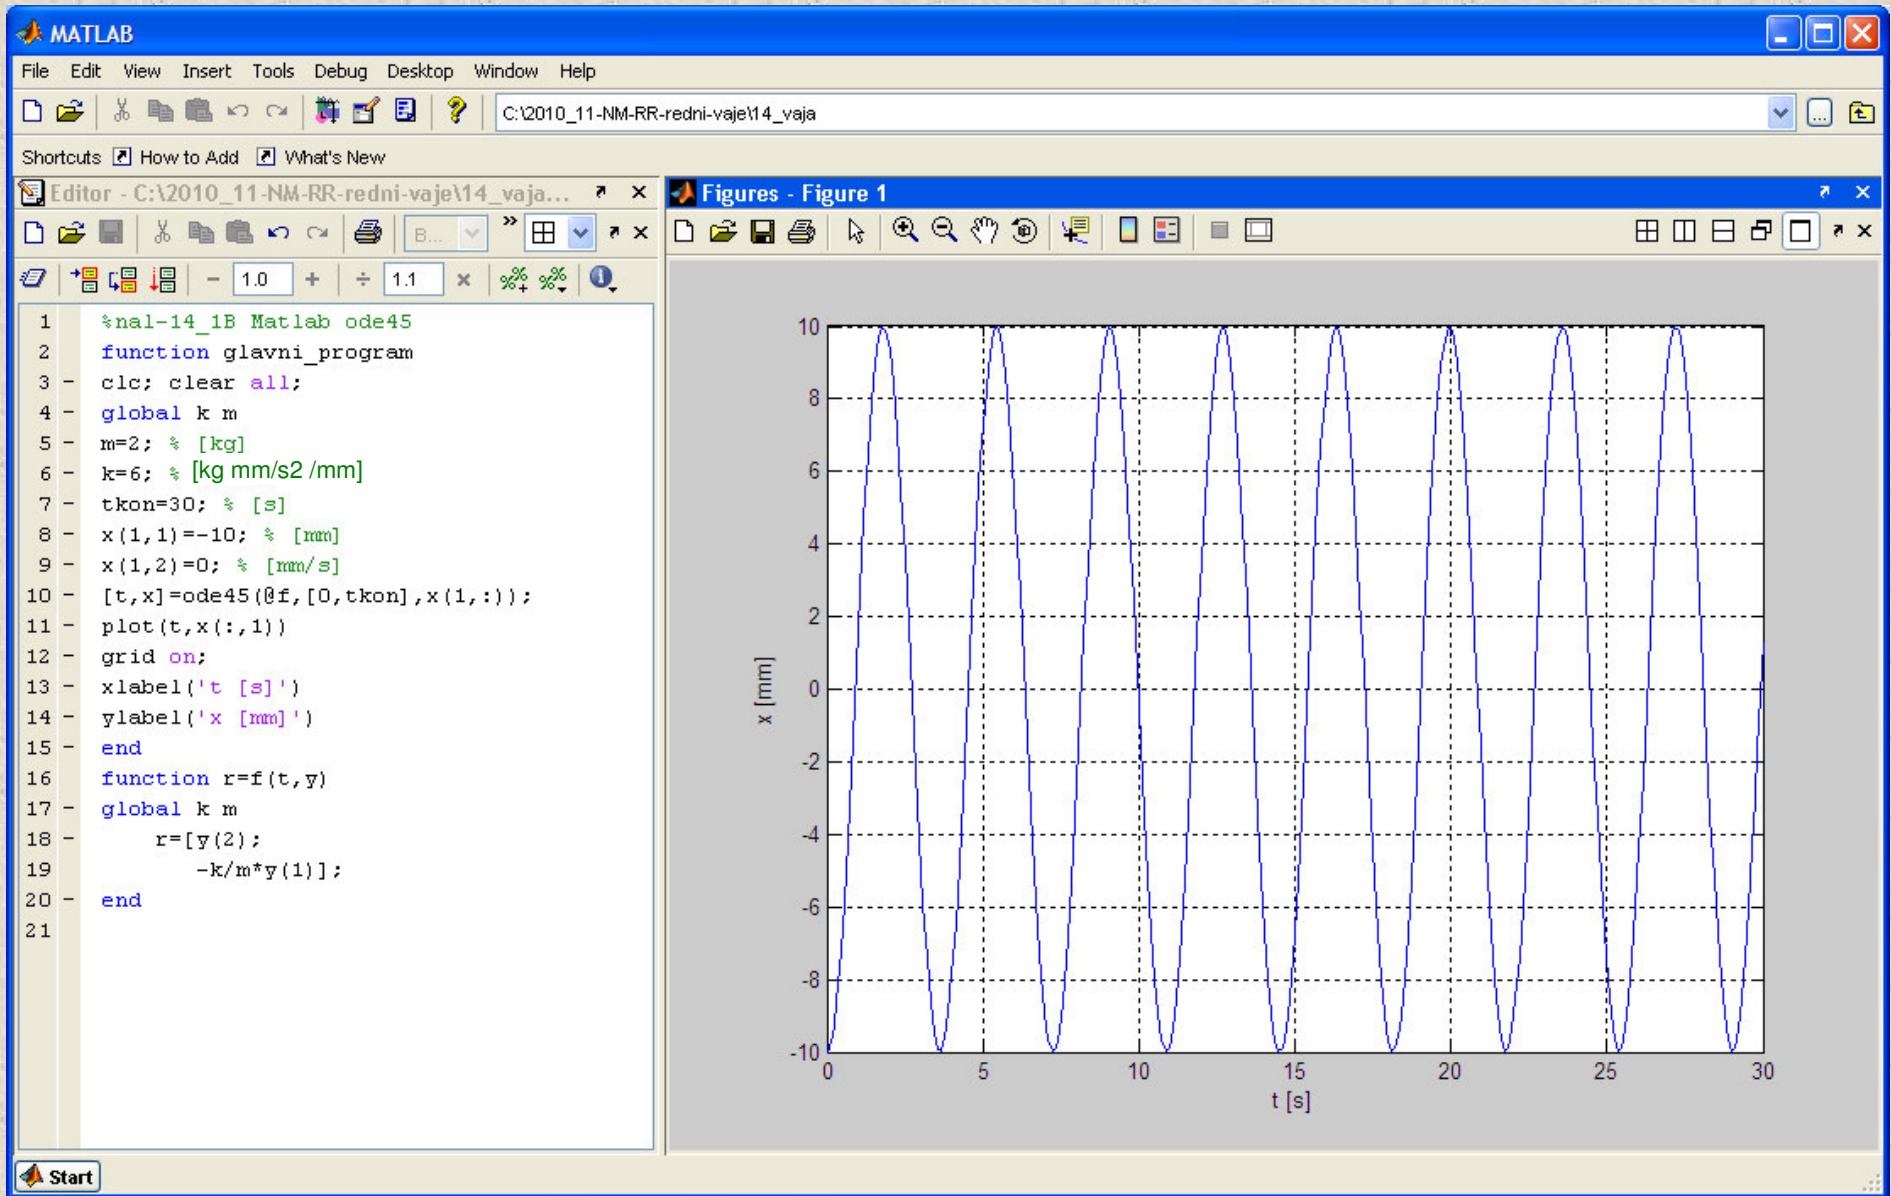 MATLAB
File Edit View Insert Tools Debug Desktop Window Help
C:\2010_11-NM-RR-redni-vaje\14_vaja
...
Shortcuts How to Add What's New
Editor - C:\2010_11-NM-RR-redni-vaje\14_vaja...
B...
1.0
1.1
1 %nal-14_1B Matlab ode45
2 function glavni_program
3 - clc; clear all;
4 - global k m
5 - m=2; % [kg]
6 - k=6; % [kg mm/s2 /mm]
7 - tkon=30; % [s]
8 - x(1,1)=-10; % [mm]
9 - x(1,2)=0; % [mm/s]
10 - [t,x]=ode45(@f,[0,tkon],x(1,:));
11 - plot(t,x(:,1))
12 - grid on;
13 - xlabel('t [s]')
14 - ylabel('x [mm]')
15 - end
16 function r=f(t,y)
17 - global k m
18 - r=[y(2);
19 -k/m*y(1)];
20 - end
21
Figures - Figure 1
10
8
6
4
2
0
-2
-4
-6
-8
-10
x [mm]
0 5 10 15 20 25 30
t [s]
Start